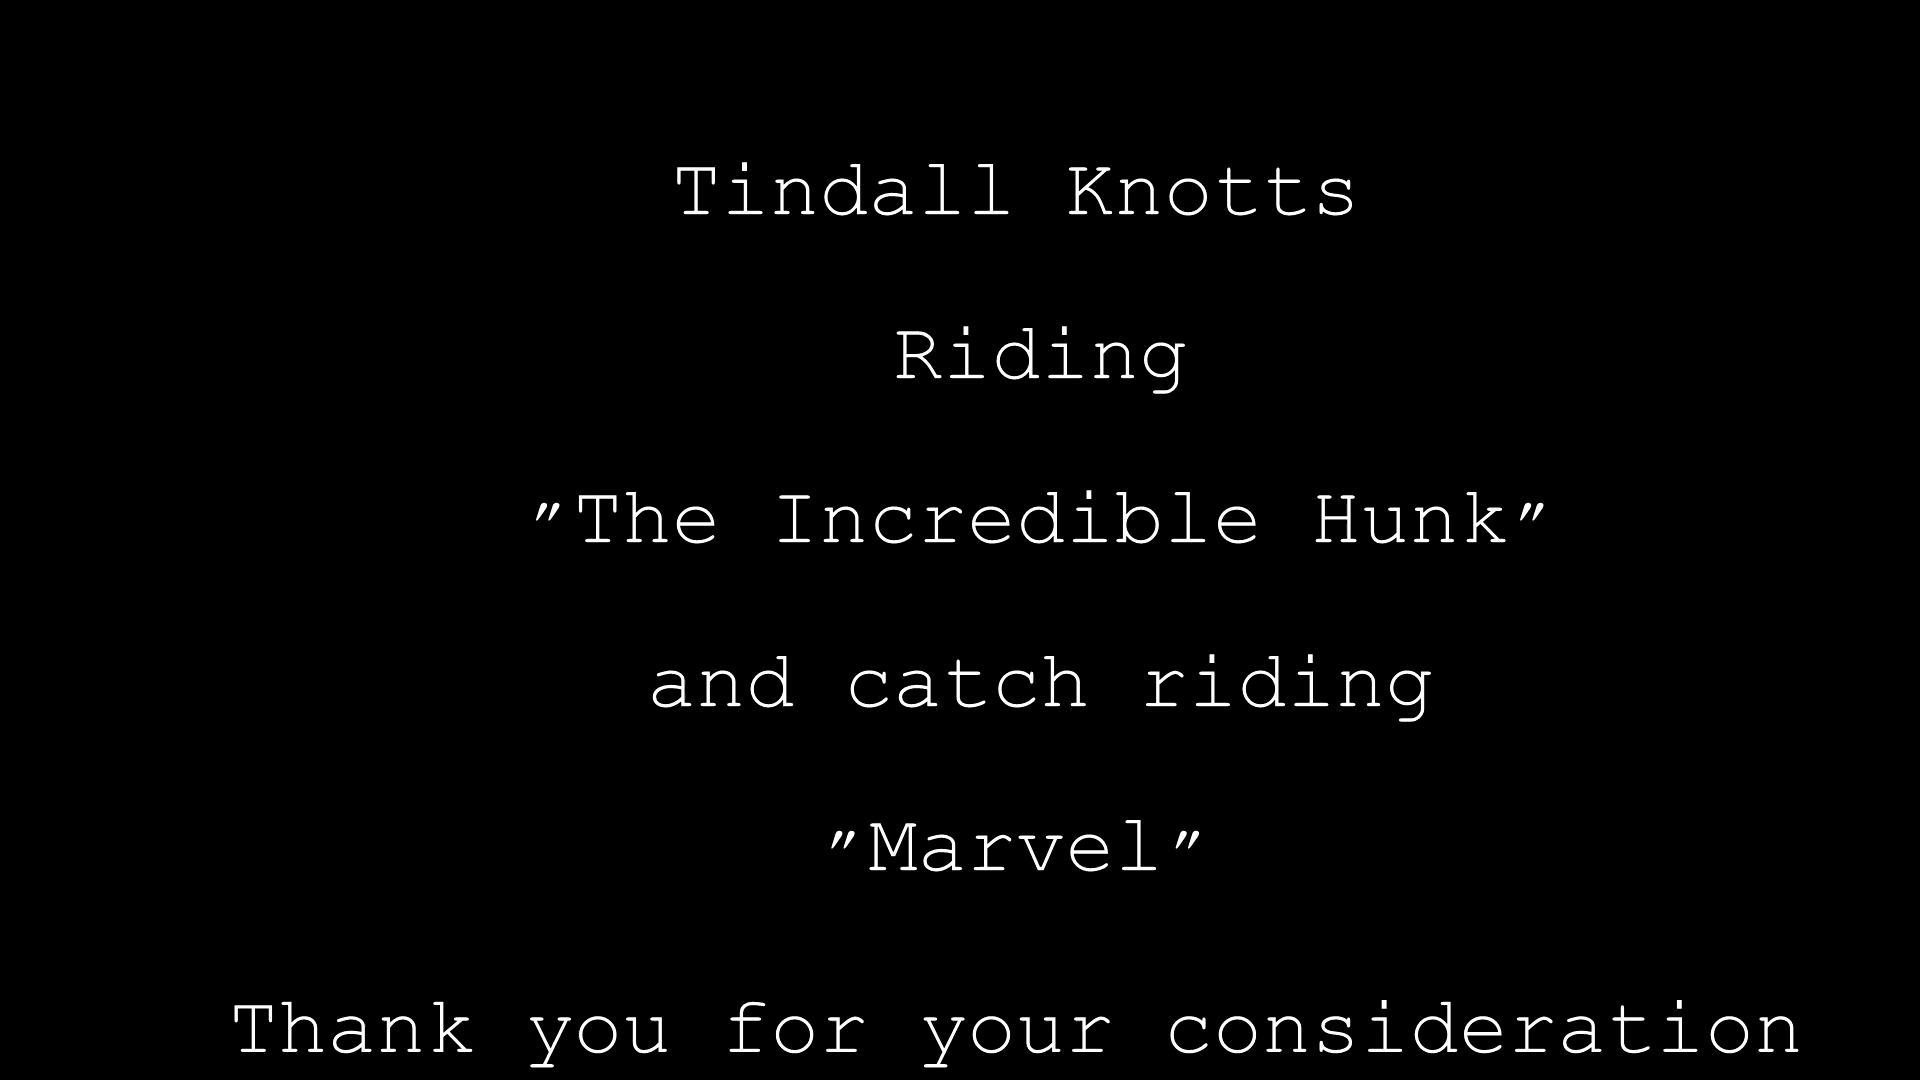 Tindall Knotts
Riding
"The Incredible Hunk"
and catch riding
"Marvel"
Thank you for your consideration